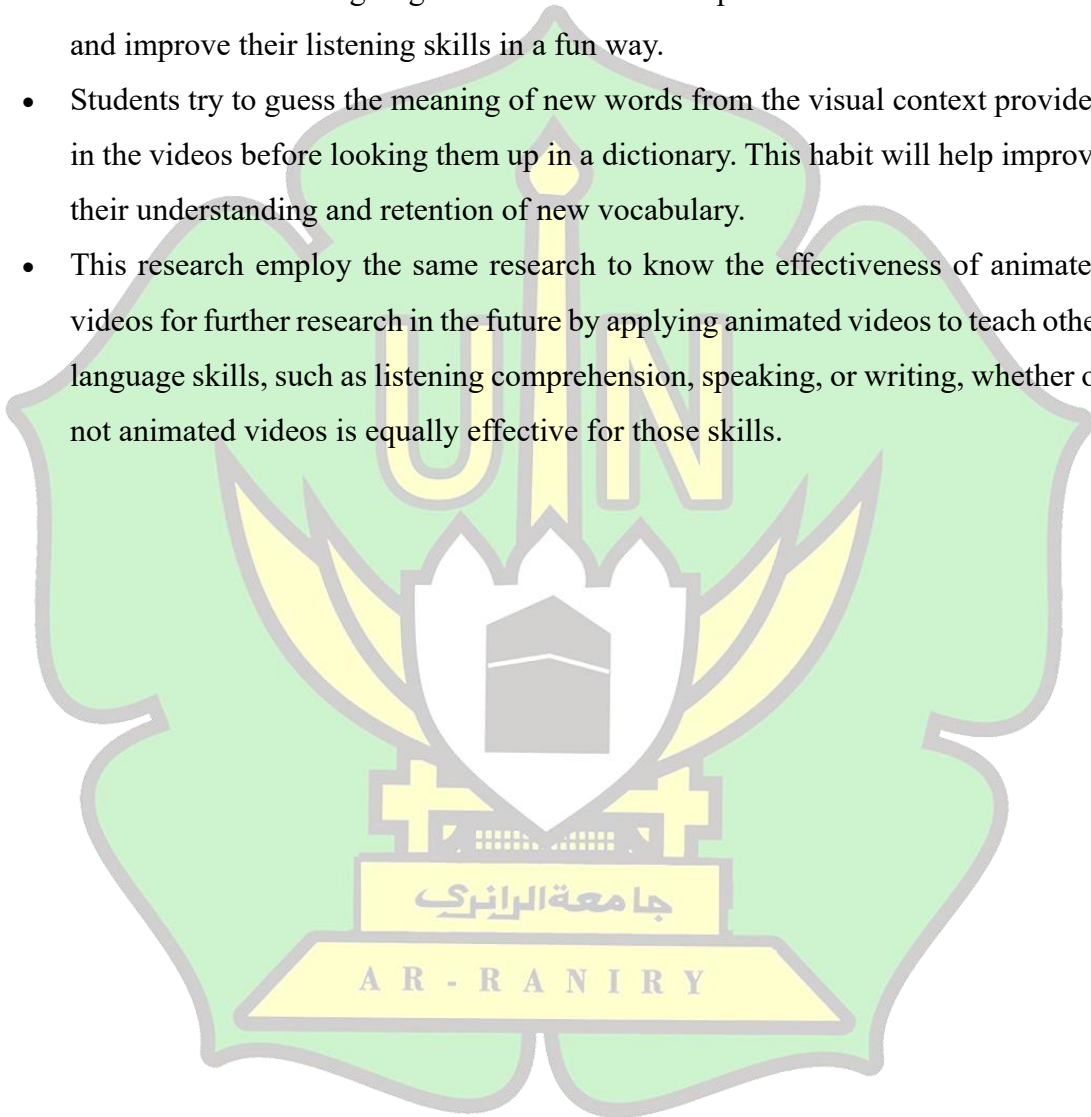 and improve their listening skills in a fun way.
• Students try to guess the meaning of new words from the visual context provide
in the videos before looking them up in a dictionary. This habit will help improv
their understanding and retention of new vocabulary.
• This research employ the same research to know the effectiveness of animate
videos for further research in the future by applying animated videos to teach othe
language skills, such as listening comprehension, speaking, or writing, whether o
not animated videos is equally effective for those skills.
UIN
جامعةالرانري
AR-RANIRY